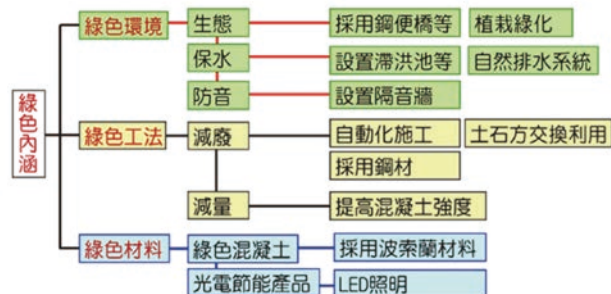 綠色內涵
綠色環境
生態
採用鋼便橋等
植栽綠化
保水
設置滯洪池等
自然排水系統
防音
設置隔音牆
綠色工法
減廢
自動化施工
土石方交換利用
採用鋼材
減量
提高混凝土強度
綠色材料
綠色混凝土
採用波索蘭材料
光電節能產品
LED照明